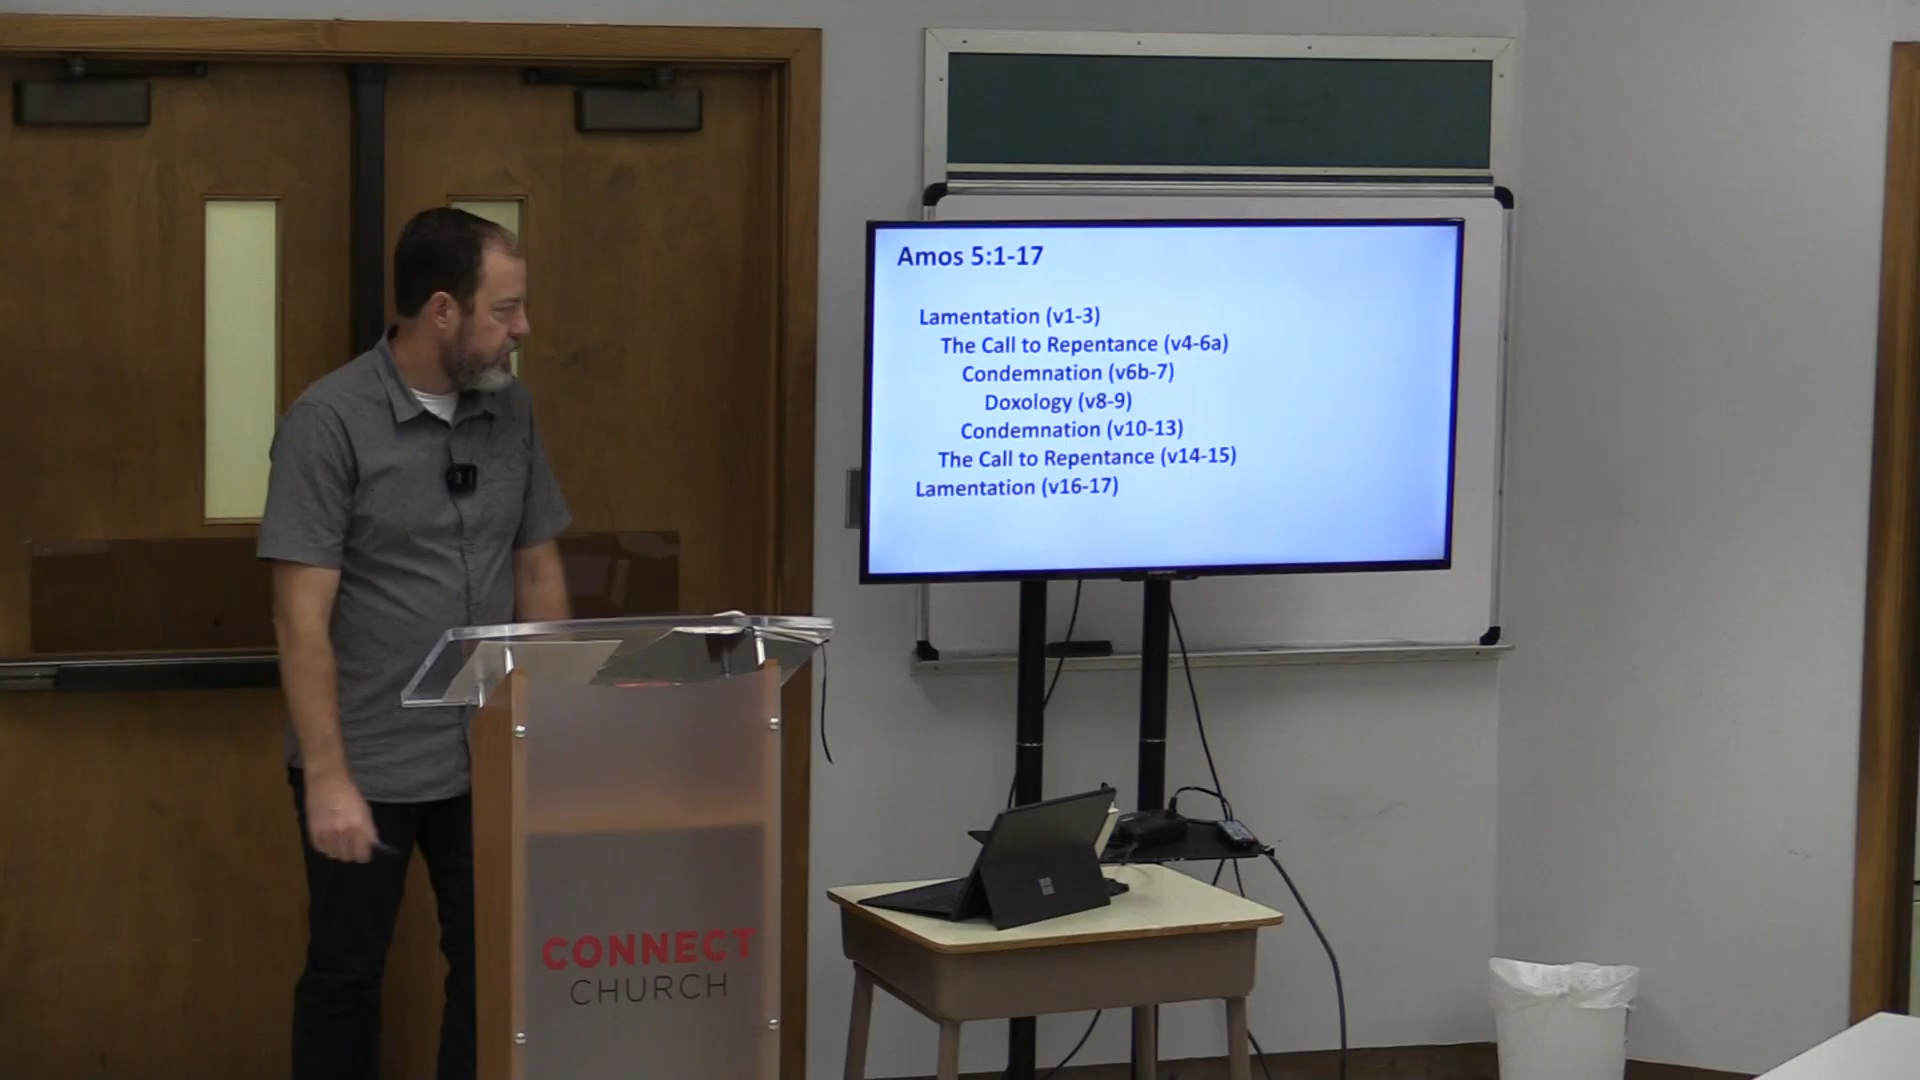 Amos 5:1-17
Lamentation (v1-3)
The Call to Repentance (v4-6a)
Condemnation (v6b-7)
Doxology (v8-9)
Condemnation (v10-13)
The Call to Repentance (v14-15)
Lamentation (v16-17)
CONNECT
CHURCH